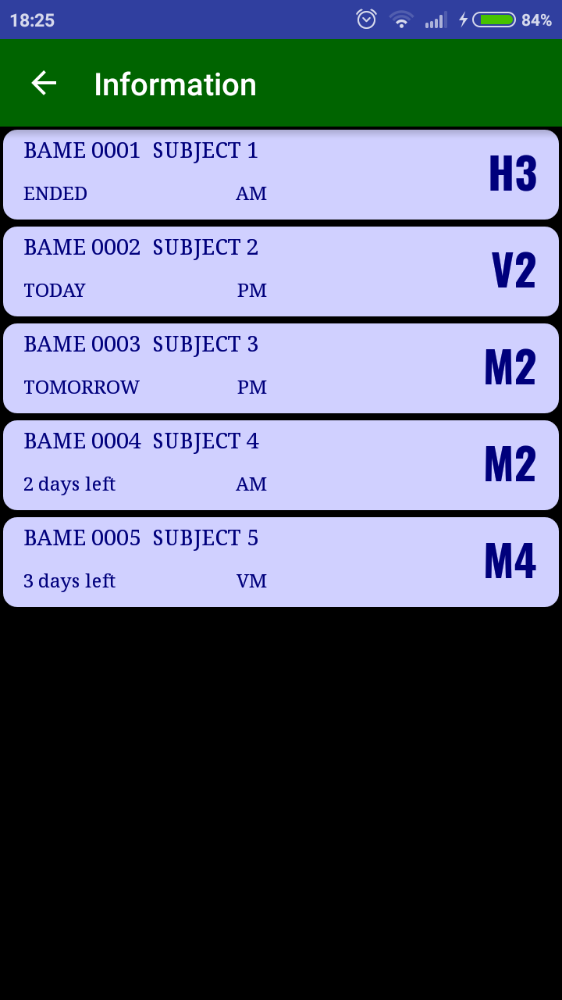 18:25 84%
Information
BAME 0001 SUBJECT 1
ENDED AM H3
BAME 0002 SUBJECT 2
TODAY PM V2
BAME 0003 SUBJECT 3
TOMORROW PM M2
BAME 0004 SUBJECT 4
2 days left AM M2
BAME 0005 SUBJECT 5
3 days left VM M4